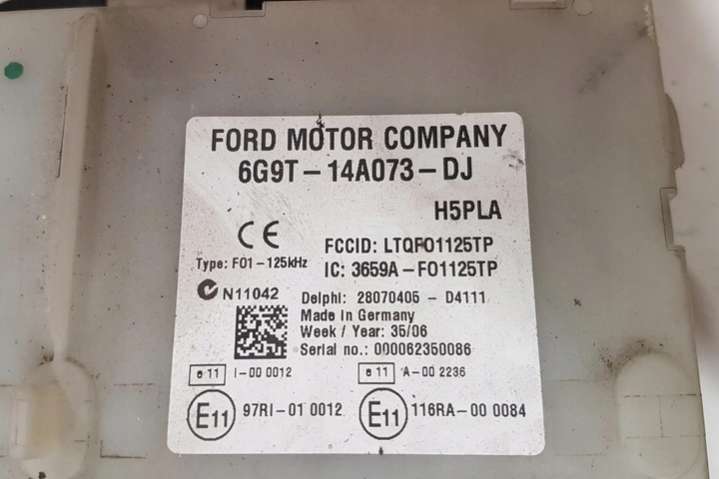 FORD MOTOR COMPANY
6G9T-14A073-DJ
H5PLA
CE
FCCID: LTQF01125TP
Type: F01-125kHz
IC: 3659A-F01125TP
N11042
Delphi: 28070405 - D4111
Made in Germany
Week / Year: 35/06
Serial no.: 000062350086
e 11 I-00 0012
e 11 A-00 2236
E11 97RI-01 0012
E11 116RA-00 0084